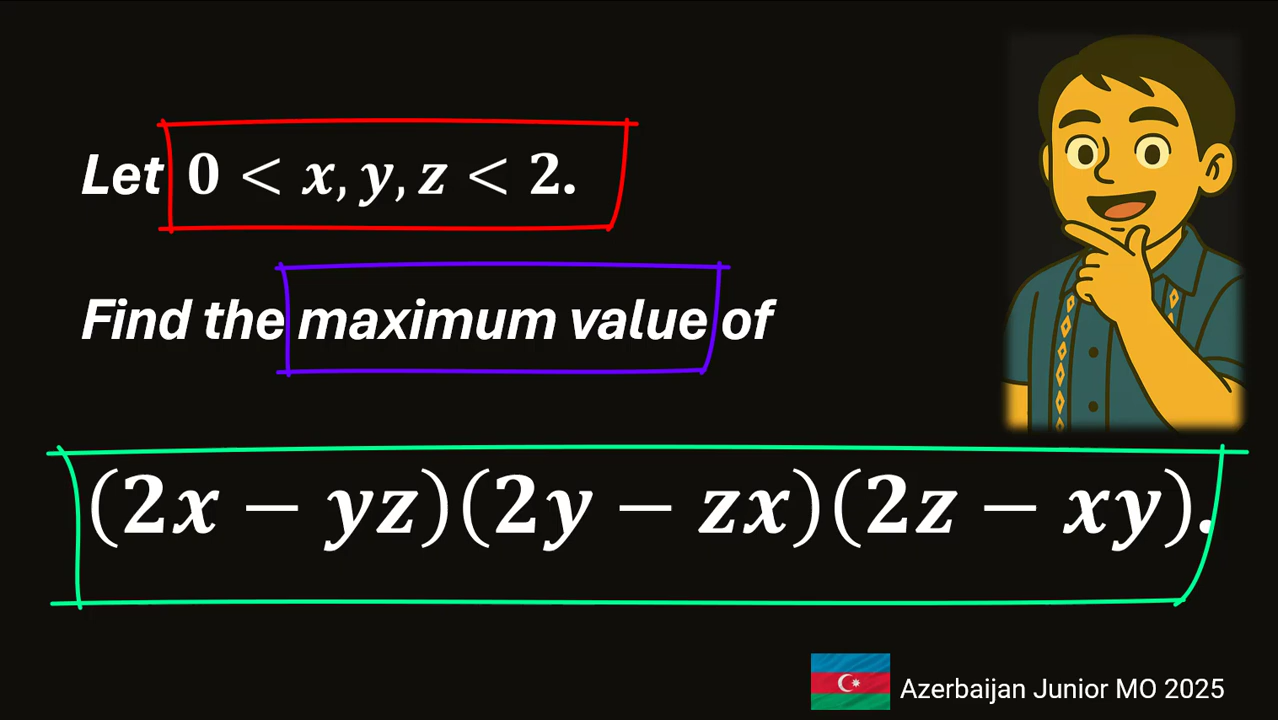 Let 0 < x, y, z < 2.
Find the maximum value of
(2x − yz)(2y − zx)(2z − xy).
Azerbaijan Junior MO 2025